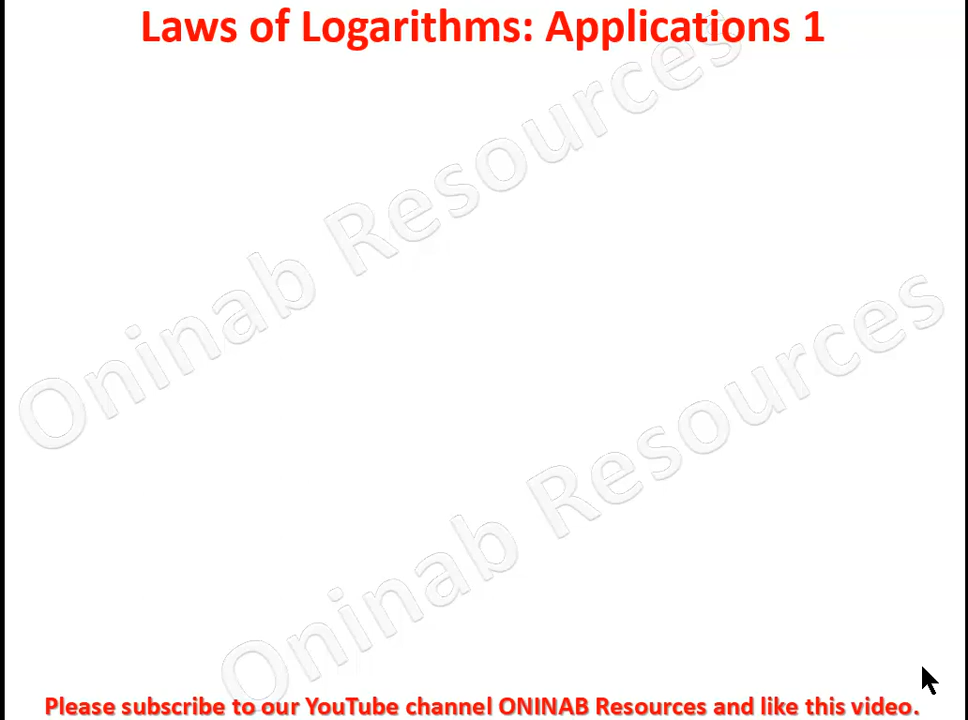 Laws of Logarithms: Applications 1
Oninab Resources
Oninab Resources
Please subscribe to our YouTube channel ONINAB Resources and like this video.